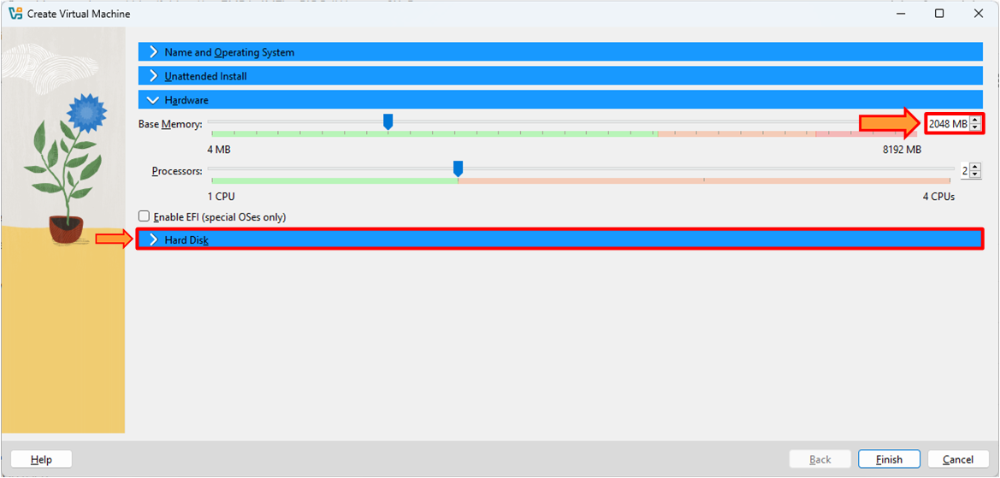 Create Virtual Machine
Name and Operating System
Unattended Install
Hardware
Base Memory:
2048 MB
4 MB
8192 MB
Processors:
2
1 CPU
4 CPUs
Enable EFI (special OSes only)
Hard Disk
Help
Back
Finish
Cancel